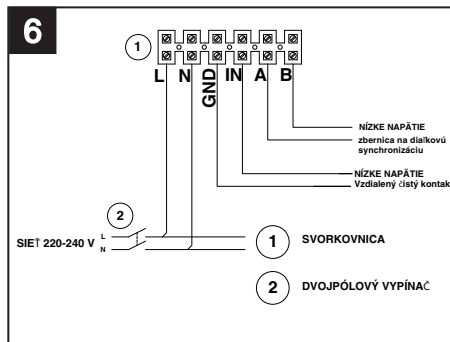 6
1
L N GND IN A B
NÍZKE NAPÄTIE
zbernica na diaľkovú
synchronizáciu
NÍZKE NAPÄTIE
Vzdialený čistý kontak
2
SIEŤ 220-240 V L
N
1 SVORKOVNICA
2 DVOJPÓLOVÝ VYPÍNAČ